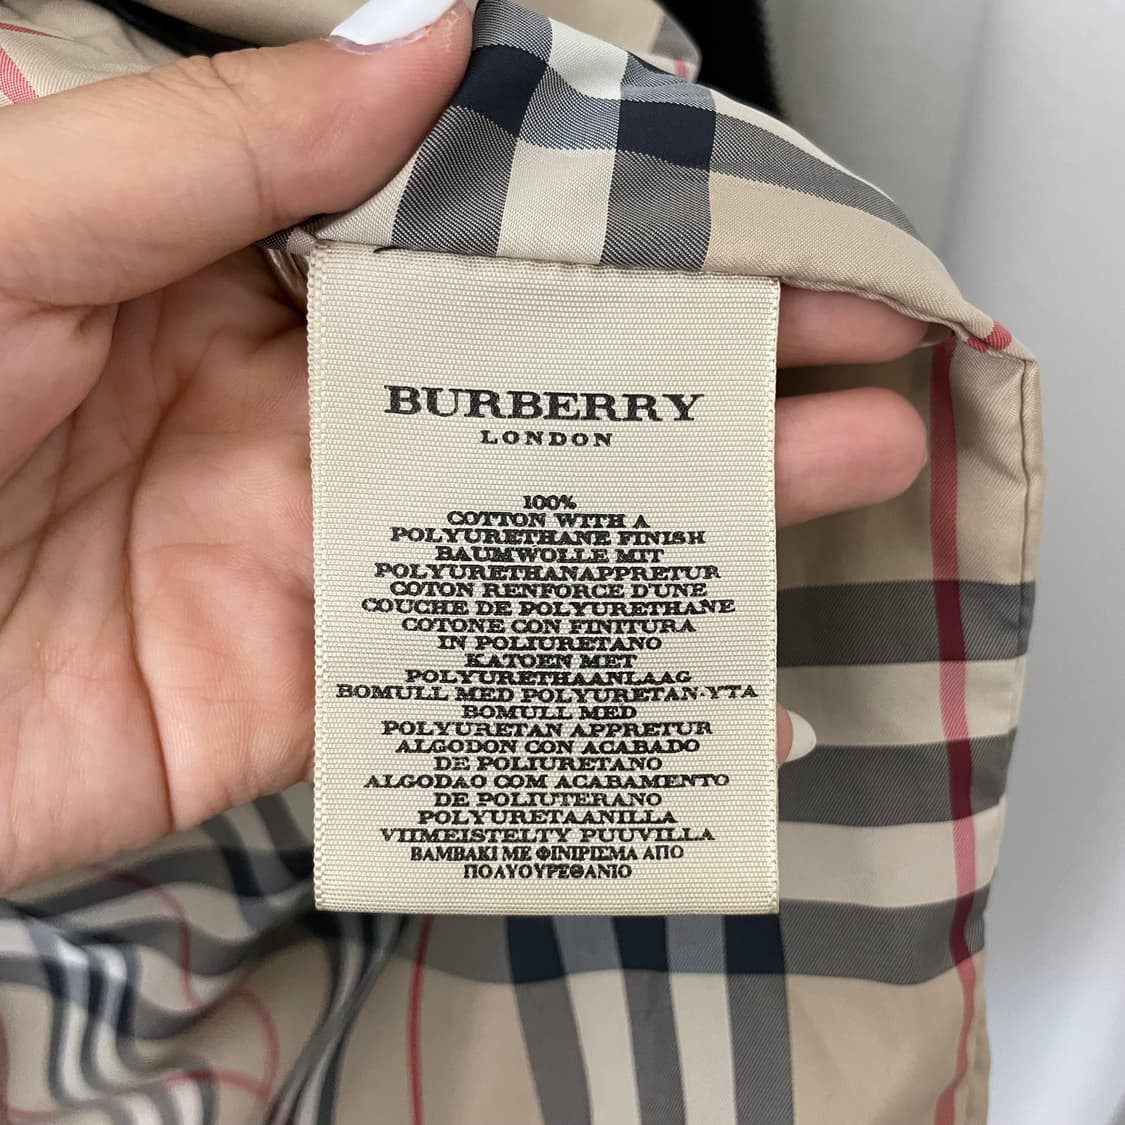 BURBERRY
LONDON
100%
COTTON WITH A
POLYURETHANE FINISH
BAUMWOLLE MIT
POLYURETHANAPPRETUR
COTON RENFORCE D'UNE
COUCHE DE POLYURETHANE
COTONE CON FINITURA
IN POLIURETANO
KATOEN MET
POLYURETHAANLAAG
BOMULL MED POLYURETAN-YTA
BOMULL MED
POLYURETAN APPRETUR
ALGODON CON ACABADO
DE POLIURETANO
ALGODAO COM ACABAMENTO
DE POLIUTERANO
POLYURETAANILLA
VIIMEISTELTY PUUVILLA
ΒΑΜΒΑΚΙ ΜΕ ΦΙΝΙΡΙΣΜΑ ΑΠΟ
ΠΟΛΥΟΥΡΕΘΑΝΙΟ